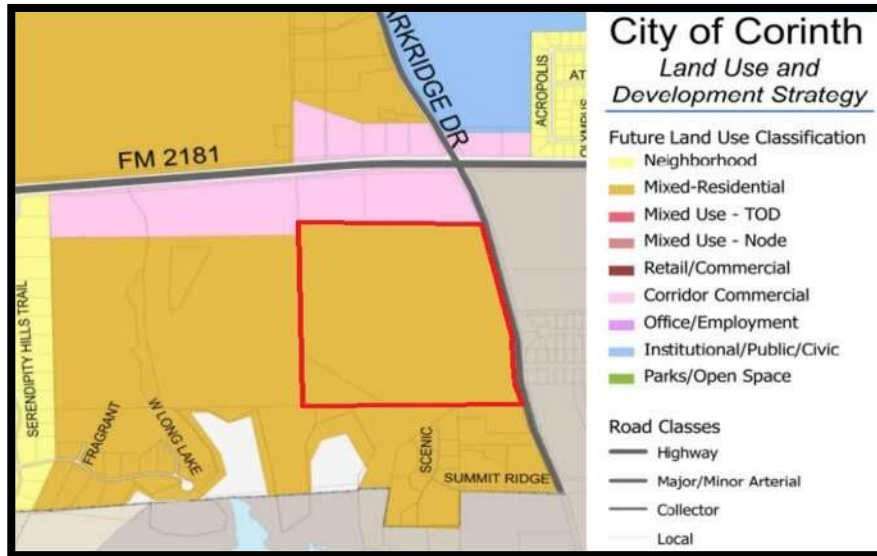 ARKRIDGE DR
FM 2181
ACROPOLIS
AT
OLYMPUS
SERENDIPITY HILLS TRAIL
FRAGRANT
W LONG LAKE
SCENIC
SUMMIT RIDGE
City of Corinth
Land Use and
Development Strategy
Future Land Use Classification
Neighborhood
Mixed-Residential
Mixed Use - TOD
Mixed Use - Node
Retail/Commercial
Corridor Commercial
Office/Employment
Institutional/Public/Civic
Parks/Open Space
Road Classes
Highway
Major/Minor Arterial
Collector
Local